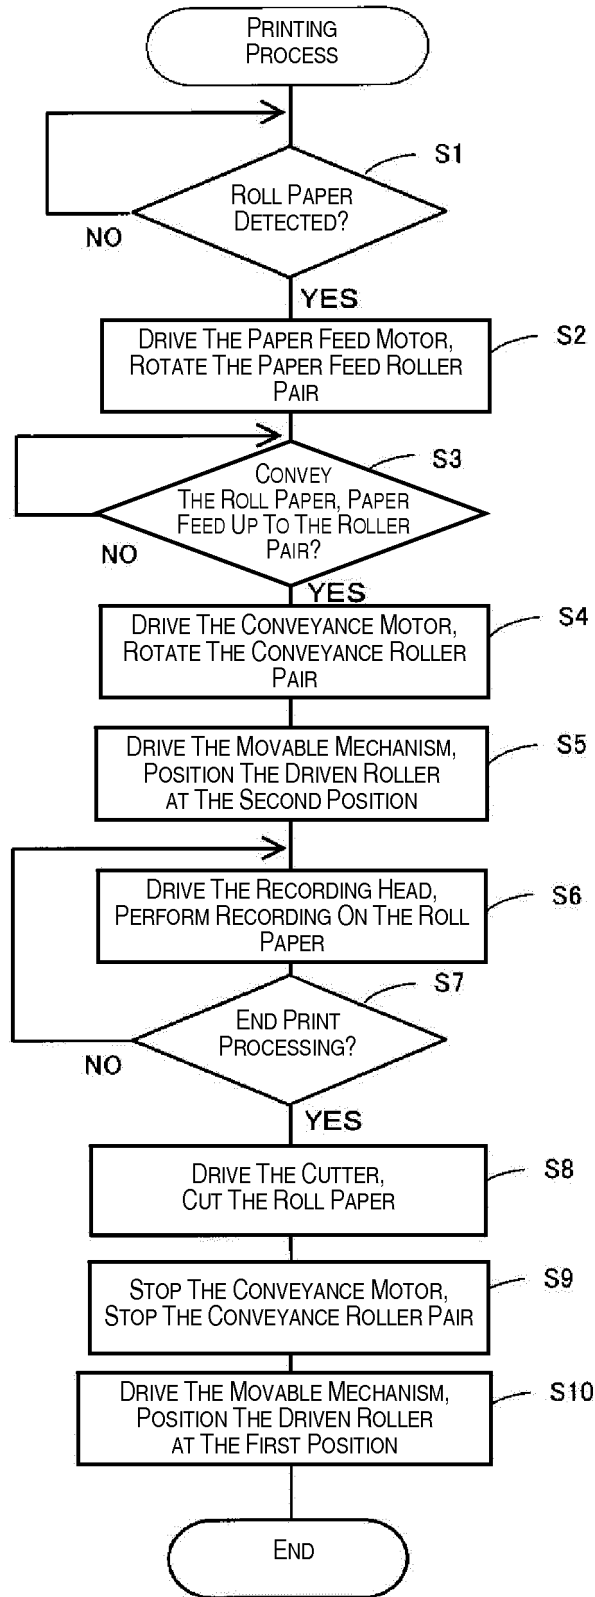 PRINTING
PROCESS
S1
ROLL PAPER
DETECTED?
NO
YES
S2
DRIVE THE PAPER FEED MOTOR,
ROTATE THE PAPER FEED ROLLER
PAIR
S3
CONVEY
THE ROLL PAPER, PAPER
FEED UP TO THE ROLLER
PAIR?
NO
YES
S4
DRIVE THE CONVEYANCE MOTOR,
ROTATE THE CONVEYANCE ROLLER
PAIR
S5
DRIVE THE MOVABLE MECHANISM,
POSITION THE DRIVEN ROLLER
AT THE SECOND POSITION
S6
DRIVE THE RECORDING HEAD,
PERFORM RECORDING ON THE ROLL
PAPER
S7
END PRINT
PROCESSING?
NO
YES
S8
DRIVE THE CUTTER,
CUT THE ROLL PAPER
S9
STOP THE CONVEYANCE MOTOR,
STOP THE CONVEYANCE ROLLER PAIR
S10
DRIVE THE MOVABLE MECHANISM,
POSITION THE DRIVEN ROLLER
AT THE FIRST POSITION
END